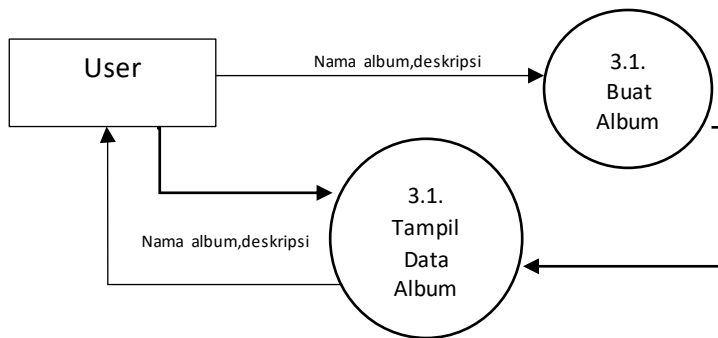 User
Nama album,deskripsi
3.1.
Buat
Album
3.1.
Tampil
Data
Album
Nama album,deskripsi